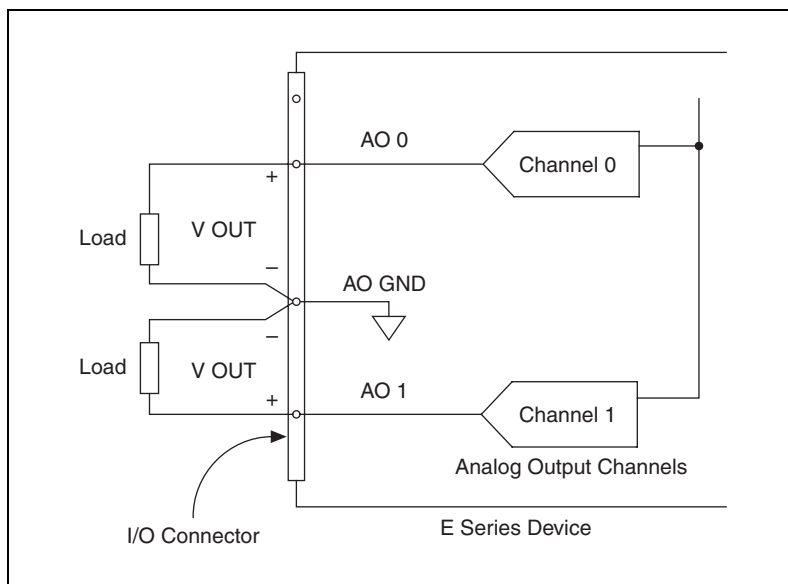 AO 0
Channel 0
+
V OUT
Load
–
AO GND
–
Load
V OUT
+
AO 1
Channel 1
Analog Output Channels
I/O Connector
E Series Device